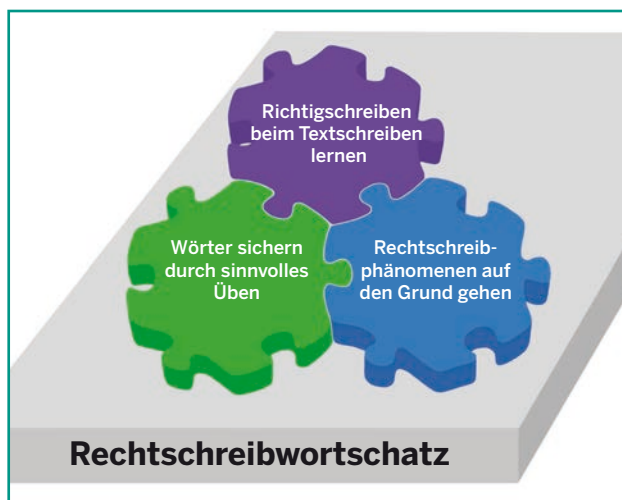 Richtigschreiben
beim Textschreiben
lernen
Wörter sichern
durch sinnvolles
Üben
Rechtschreib-
phänomenen auf
den Grund gehen
Rechtschreibwortschatz